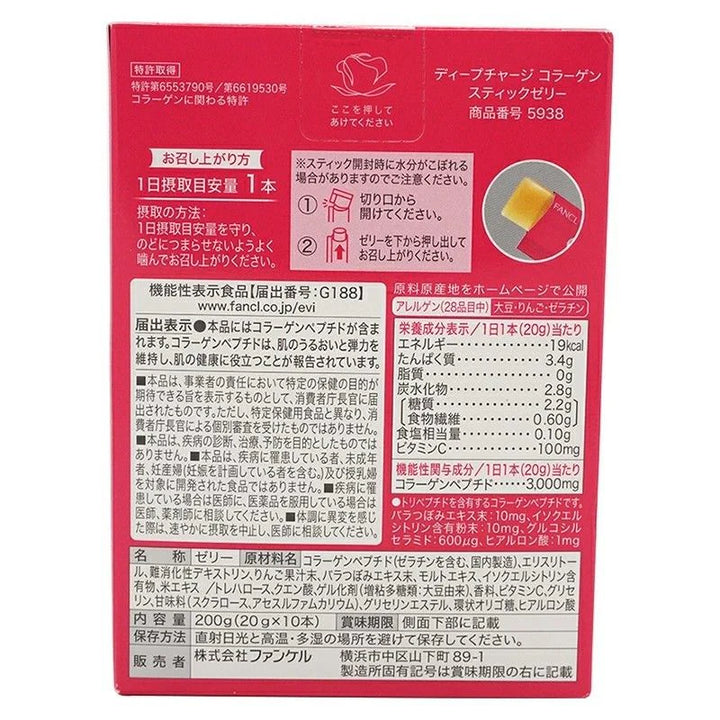 特許取得
特許第6553790号/第6619530号
コラーゲンに関わる特許
ここを押して
あけてください
ディープチャージ コラーゲン
スティックゼリー
商品番号 5938
お召し上がり方
1日摂取目安量 1本
摂取の方法:
1日摂取目安量を守り、
のどにつまらせないようよく
噛んでお召し上がりください。
※スティック開封時に水分がこぼれる
場合がありますのでご注意ください。
① 切り口から
開けてください。
② ゼリーを下から押し出して
お召し上がりください。
FANCL
機能性表示食品【届出番号:G188】
www.fancl.co.jp/evi
届出表示●本品にはコラーゲンペプチドが含ま
れます。コラーゲンペプチドは、肌のうるおいと弾力を
維持し、肌の健康に役立つことが報告されています。
■本品は、事業者の責任において特定の保健の目的が
期待できる旨を表示するものとして、消費者庁長官に届
出されたものです。ただし、特定保健用食品と異なり、消
費者庁長官による個別審査を受けたものではありません。
■本品は、疾病の診断、治療、予防を目的としたものでは
ありません。■本品は、疾病に罹患している者、未成年
者、妊産婦(妊娠を計画している者を含む。)及び授乳婦
を対象に開発された食品ではありません。■疾病に罹
患している場合は医師に、医薬品を服用している場合は
医師、薬剤師に相談してください。■体調に異変を感じ
た際は、速やかに摂取を中止し、医師に相談してください。
原料原産地をホームページで公開
アレルゲン(28品目中) 大豆・りんご・ゼラチン
栄養成分表示/1日1本(20g)当たり
エネルギー 19kcal
たんぱく質 3.4g
脂質 0g
炭水化物 2.8g
糖質 2.2g
食物繊維 0.60g
食塩相当量 0.10g
ビタミンC 100mg
機能性関与成分/1日1本(20g)当たり
コラーゲンペプチド 3,000mg
●トリペプチドを含有するコラーゲンペプチドです。
バラつぼみエキス末:10mg、イソクエル
シトリン含有粉末:10mg、グルコシル
セラミド:600μg、ヒアルロン酸:1mg
名称 ゼリー 原材料名 コラーゲンペプチド(ゼラチンを含む、国内製造)、エリスリトー
ル、難消化性デキストリン、りんご果汁末、バラつぼみエキス末、モルトエキス、イソクエルシトリン含
有物、米エキス/トレハロース、クエン酸、ゲル化剤(増粘多糖類:大豆由来)、香料、ビタミンC、グリセ
リン、甘味料(スクラロース、アセスルファムカリウム)、グリセリンエステル、環状オリゴ糖、ヒアルロン酸
内容量 200g(20g×10本) 賞味期限 側面下部に記載
保存方法 直射日光と高温・多湿の場所を避けて保存してください。
販売者 株式会社ファンケル 横浜市中区山下町89-1
製造所固有記号は賞味期限の右に記載